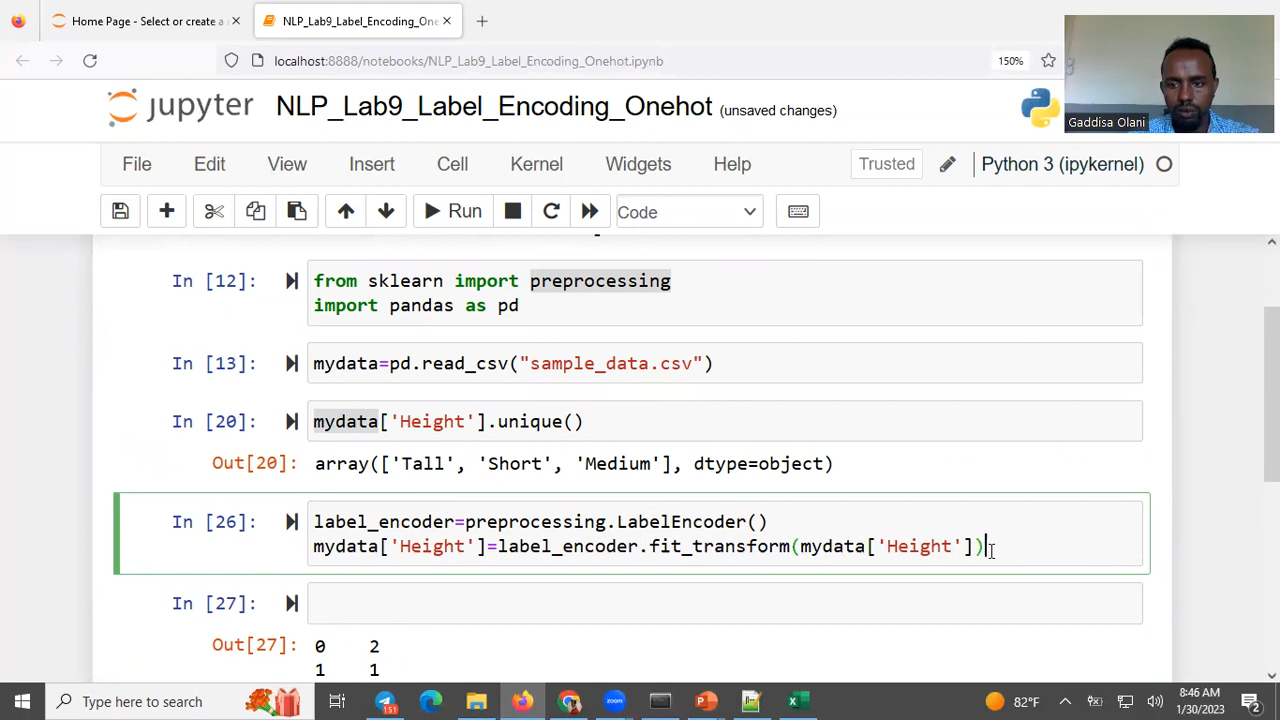 Home Page - Select or create a
NLP_Lab9_Label_Encoding_One
localhost:8888/notebooks/NLP_Lab9_Label_Encoding_Onehot.ipynb
150%
Gaddisa Olani
jupyter
NLP_Lab9_Label_Encoding_Onehot (unsaved changes)
File Edit View Insert Cell Kernel Widgets Help
Trusted
Python 3 (ipykernel)
Run
Code
In [12]:
from sklearn import preprocessing
import pandas as pd
In [13]:
mydata=pd.read_csv("sample_data.csv")
In [20]:
mydata['Height'].unique()
Out[20]:
array(['Tall', 'Short', 'Medium'], dtype=object)
In [26]:
label_encoder=preprocessing.LabelEncoder()
mydata['Height']=label_encoder.fit_transform(mydata['Height'])
In [27]:
Out[27]:
0 2
1 1
Type here to search
151
zoom
82°F
8:46 AM
1/30/2023
2